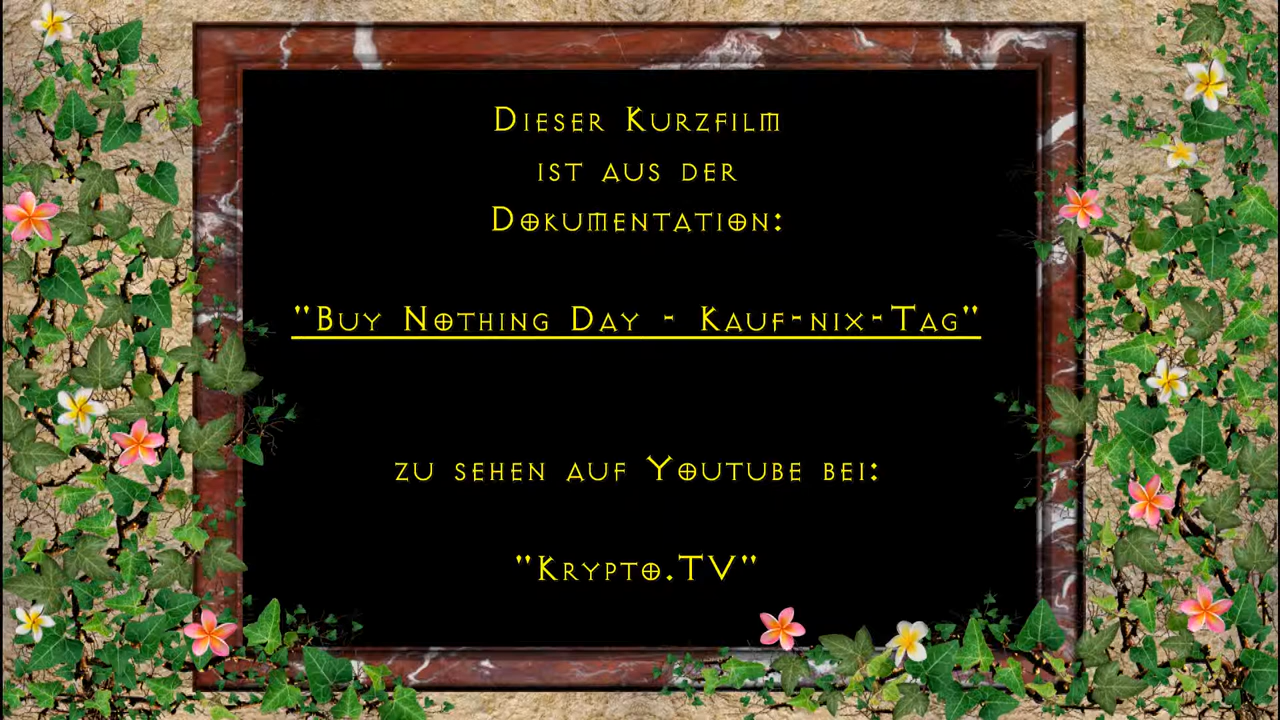 Dieser Kurzfilm
ist aus der
Dokumentation:
"Buy Nothing Day - Kauf-nix-Tag"
zu sehen auf Youtube bei:
"Krypto.TV"